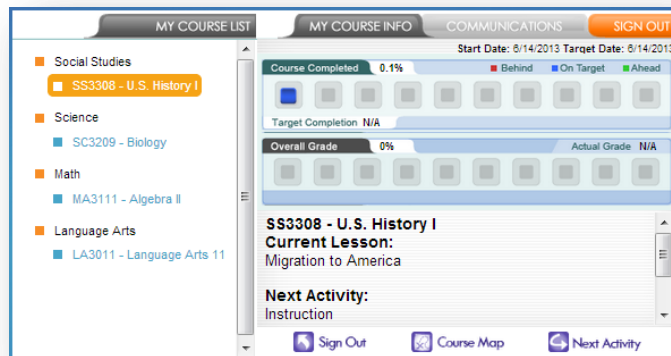 MY COURSE LIST
Social Studies
SS3308 - U.S. History I
Science
SC3209 - Biology
Math
MA3111 - Algebra II
Language Arts
LA3011 - Language Arts 11
MY COURSE INFO COMMUNICATIONS SIGN OUT
Start Date: 6/14/2013 Target Date: 6/14/2013
Course Completed 0.1% Behind On Target Ahead
Target Completion N/A
Overall Grade 0% Actual Grade N/A
SS3308 - U.S. History I
Current Lesson:
Migration to America
Next Activity:
Instruction
Sign Out Course Map Next Activity